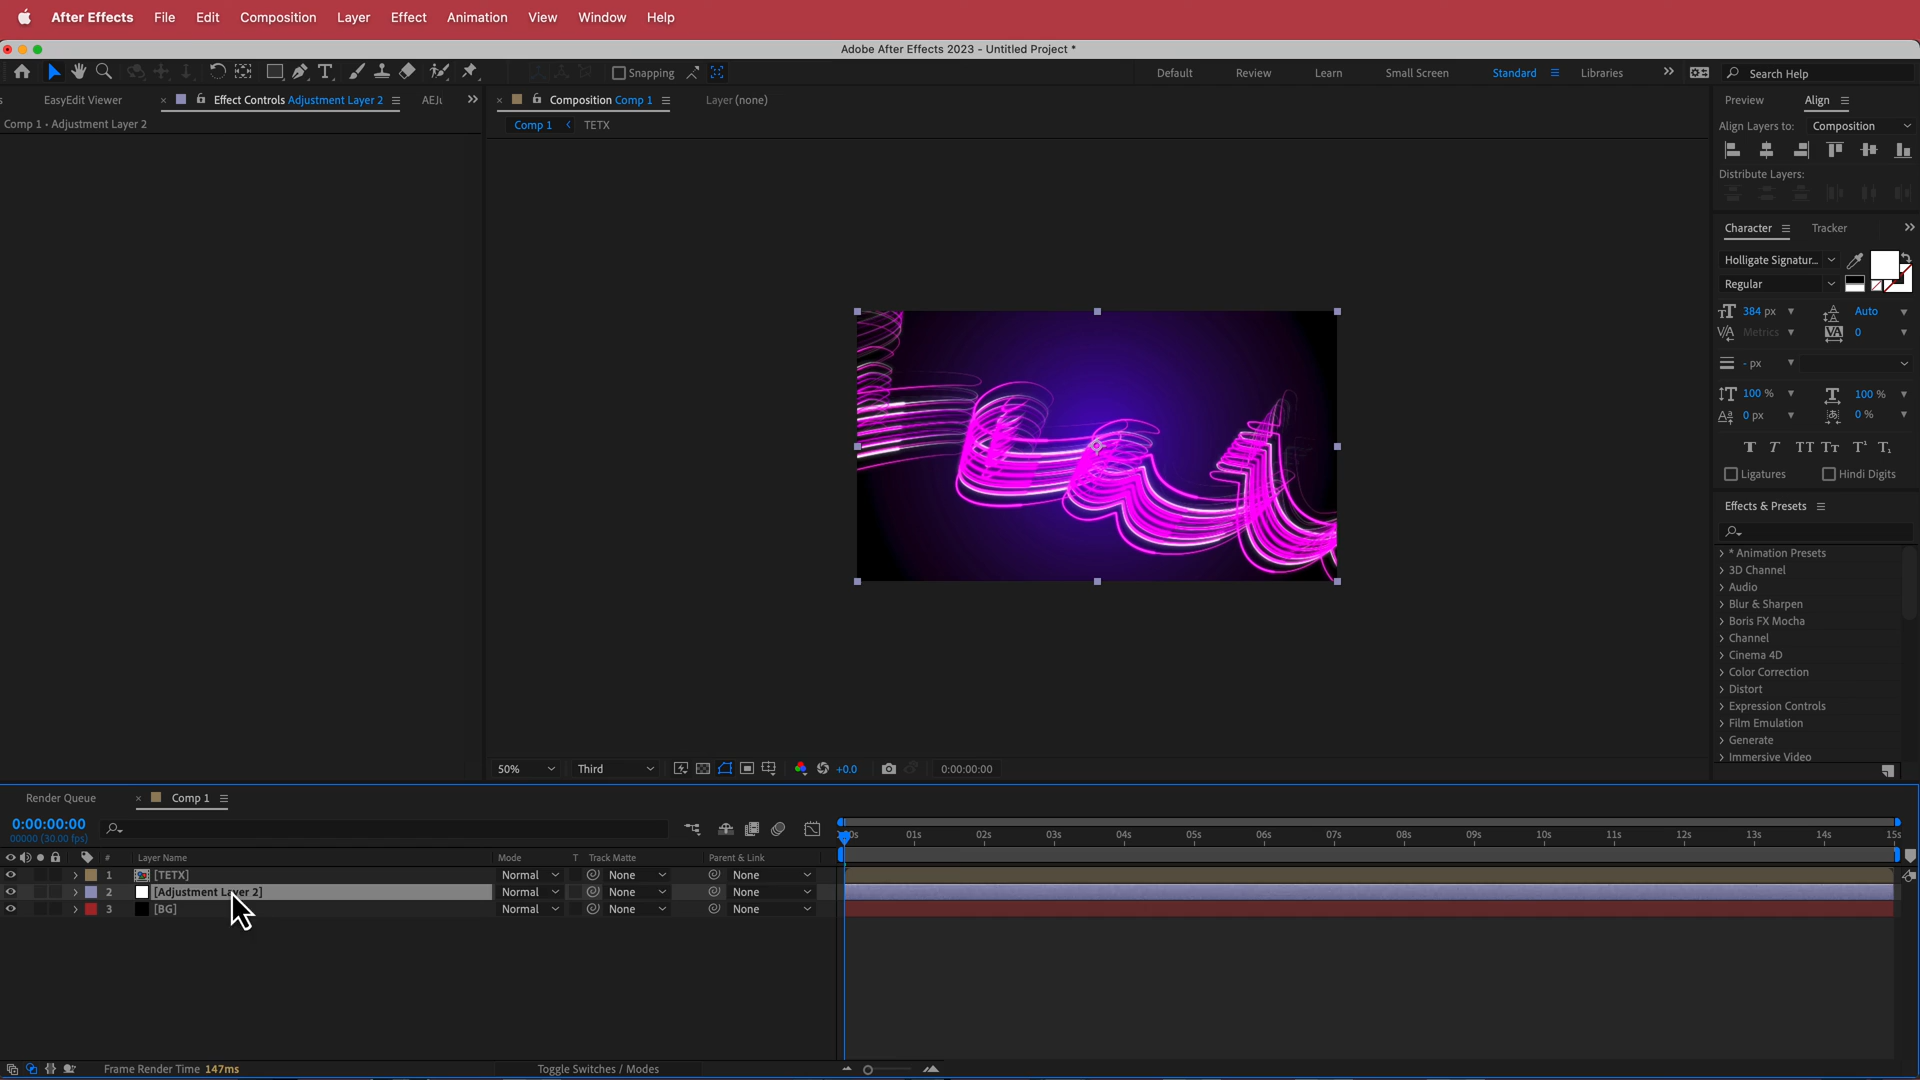 After Effects File Edit Composition Layer Effect Animation View Window Help
Adobe After Effects 2023 - Untitled Project *
Snapping Default Review Learn Small Screen Standard Libraries Search Help
EasyEdit Viewer Effect Controls Adjustment Layer 2 Composition Comp 1 Layer (none) Preview Align
Comp 1 • Adjustment Layer 2
Comp 1 TETX
Align Layers to: Composition
Distribute Layers:
Character Tracker
Holligate Signatur...
Regular
384 px Auto
Metrics 0
- px
100 % 100 %
0 px 0 %
Ligatures Hindi Digits
Effects & Presets
* Animation Presets
3D Channel
Audio
Blur & Sharpen
Boris FX Mocha
Channel
Cinema 4D
Color Correction
Distort
Expression Controls
Film Emulation
Generate
Immersive Video
50% Third +0.0 0:00:00:00
Render Queue Comp 1
0:00:00:00
00000 (30.00 fps)
01s 02s 03s 04s 05s 06s 07s 08s 09s 10s 11s 12s 13s 14s 15s
# Layer Name Mode T Track Matte Parent & Link
1 [TETX] Normal None None
2 [Adjustment Layer 2] Normal None None
3 [BG] Normal None None
Frame Render Time 147ms Toggle Switches / Modes